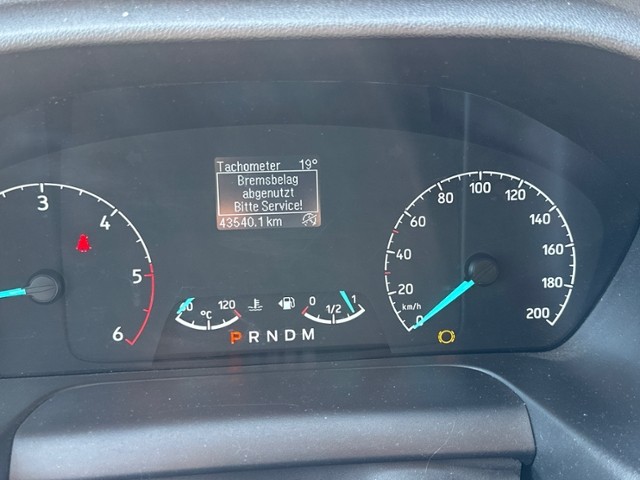 Tachometer 19°
Bremsbelag
abgenutzt
Bitte Service!
43540.1 km
3
4
5
6
0
20
40
60
80
100
120
140
160
180
200
km/h
60 120
°C
0 1/2 1
P R N D M